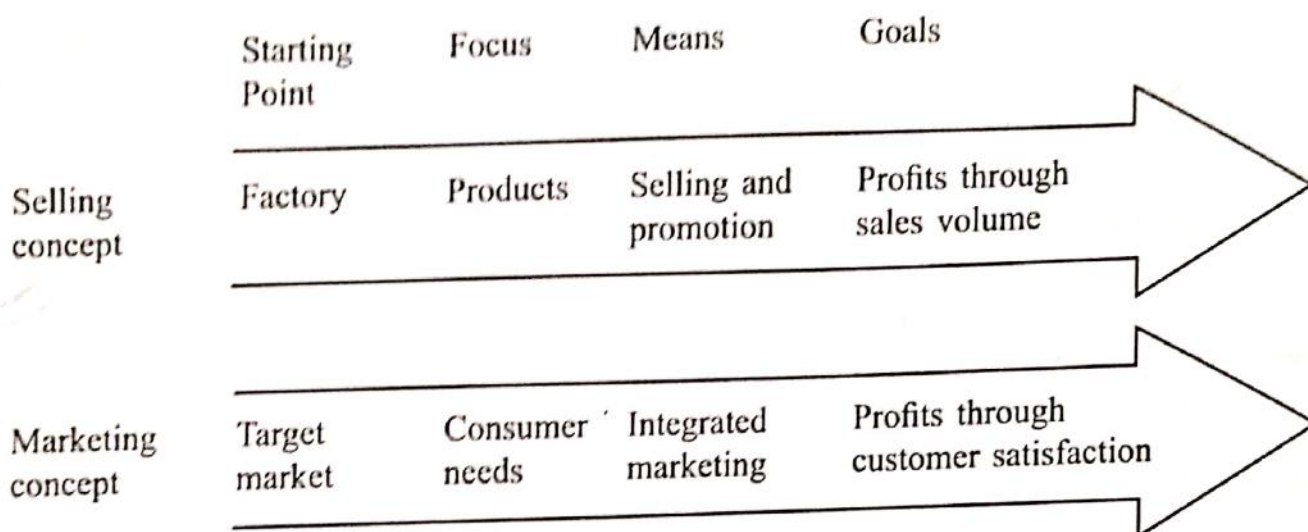 Starting Focus Means Goals
Point
Selling Factory Products Selling and Profits through
concept promotion sales volume
Marketing Target Consumer Integrated Profits through
concept market needs marketing customer satisfaction